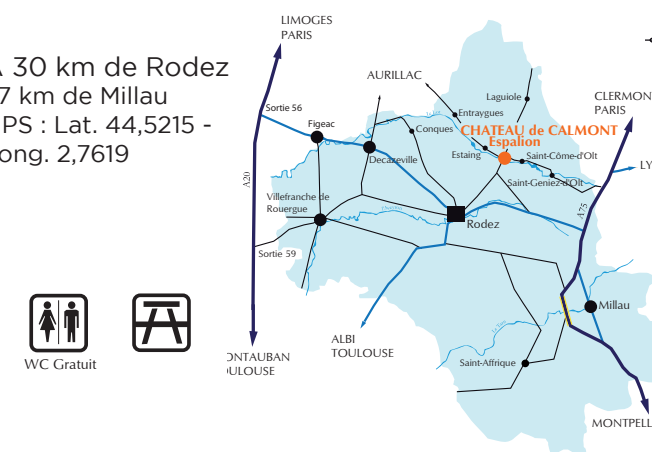 À 30 km de Rodez
7 km de Millau
PS : Lat. 44,5215 -
ong. 2,7619
WC Gratuit
LIMOGES
PARIS
AURILLAC
Laguiole
CLERMON
PARIS
Sortie 56
Entraygues
Figeac
Conques
CHATEAU de CALMONT
Espalion
Estaing
Saint-Côme-d'Olt
Decazeville
LY
Saint-Geniez-d'Olt
A20
Villefranche de
Rouergue
A75
Rodez
Sortie 59
Millau
ALBI
TOULOUSE
ONTAUBAN
OULOUSE
Saint-Affrique
MONTPELL